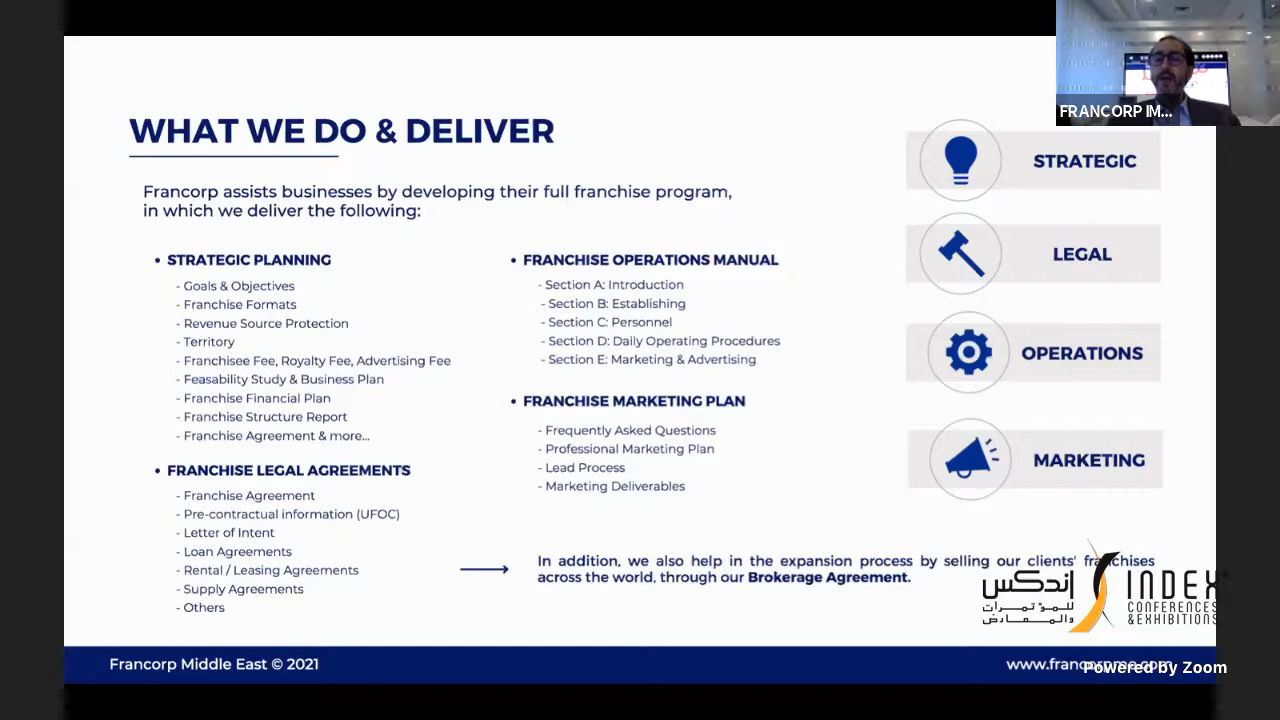 FRANCORP IM...
WHAT WE DO & DELIVER
Francorp assists businesses by developing their full franchise program,
in which we deliver the following:
• STRATEGIC PLANNING
- Goals & Objectives
- Franchise Formats
- Revenue Source Protection
- Territory
- Franchisee Fee, Royalty Fee, Advertising Fee
- Feasability Study & Business Plan
- Franchise Financial Plan
- Franchise Structure Report
- Franchise Agreement & more...
• FRANCHISE LEGAL AGREEMENTS
- Franchise Agreement
- Pre-contractual information (UFOC)
- Letter of Intent
- Loan Agreements
- Rental / Leasing Agreements
- Supply Agreements
- Others
• FRANCHISE OPERATIONS MANUAL
- Section A: Introduction
- Section B: Establishing
- Section C: Personnel
- Section D: Daily Operating Procedures
- Section E: Marketing & Advertising
• FRANCHISE MARKETING PLAN
- Frequently Asked Questions
- Professional Marketing Plan
- Lead Process
- Marketing Deliverables
In addition, we also help in the expansion process by selling our clients' franchises
across the world, through our Brokerage Agreement.
STRATEGIC
LEGAL
OPERATIONS
MARKETING
إندكس
للمؤتمرات
والمعارض
INDEX
CONFERENCES
& EXHIBITIONS
Francorp Middle East © 2021
www.francorpme.com
Powered by Zoom